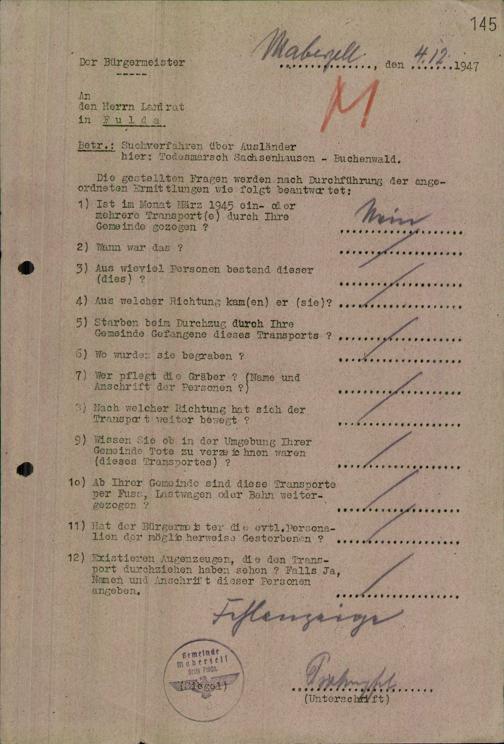 145
Der Bürgermeister
Maberzell, den 4.12. 1947
An
den Herrn Landrat
in Fulda.
Betr.: Suchverfahren über Ausländer
hier: Todesmarsch Sachsenhausen - Buchenwald.
Die gestellten Fragen werden nach Durchführung der ange-
ordneten Ermittlungen wie folgt beantwortet:
1) Ist im Monat März 1945 ein- oder
mehrere Transport(e) durch Ihre
Gemeinde gezogen ? Nein
2) Wann war das ?
3) Aus wieviel Personen bestand dieser
(dies) ?
4) Aus welcher Richtung kam(en) er (sie)?
5) Starben beim Durchzug durch Ihre
Gemeinde Gefangene dieses Transports ?
6) Wo wurden sie begraben ?
7) Wer pflegt die Gräber ? (Name und
Anschrift der Personen ?)
8) Nach welcher Richtung hat sich der
Transport weiter bewegt ?
9) Wissen Sie ob in der Umgebung Ihrer
Gemeinde Tote zu verzeichnen waren
(dieses Transportes) ?
10) Ab Ihrer Gemeinde sind diese Transporte
per Fuss, Lastwagen oder Bahn weiter-
gezogen ?
11) Hat der Bürgermeister die evtl.Persona-
lien der möglicherweise Gestorbenen ?
12) Existieren Augenzeugen, die den Trans-
port durchziehen haben sehen ? Falls Ja,
Namen und Anschrift dieser Personen
angeben.
Fehlanzeige
Gemeinde
Maberzell
Kreis Fulda
(Siegel)
(Unterschrift)